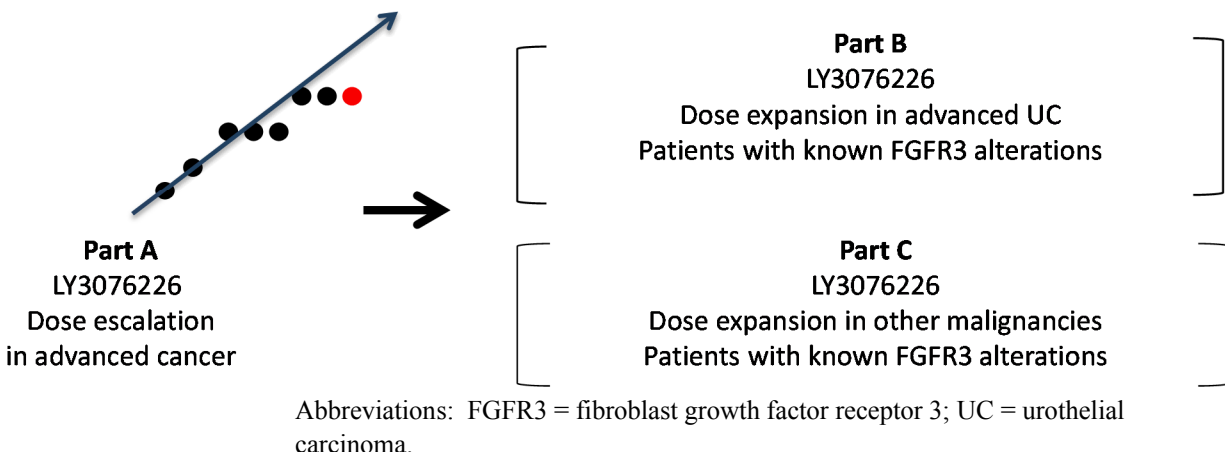 Part A
LY3076226
Dose escalation
in advanced cancer
Part B
LY3076226
Dose expansion in advanced UC
Patients with known FGFR3 alterations
Part C
LY3076226
Dose expansion in other malignancies
Patients with known FGFR3 alterations
Abbreviations: FGFR3 = fibroblast growth factor receptor 3; UC = urothelial
carcinoma.